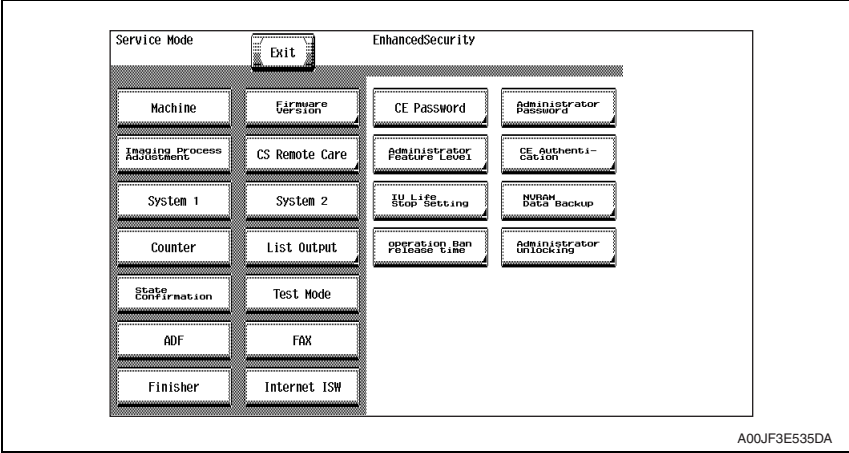 Service Mode
Exit
EnhancedSecurity
Machine
Firmware
Version
CE Password
Administrator
Password
Imaging Process
Adjustment
CS Remote Care
Administrator
Feature Level
CE Authenti-
cation
System 1
System 2
IU Life
Stop Setting
NVRAM
Data Backup
Counter
List Output
operation Ban
release time
Administrator
unlocking
State
Confirmation
Test Mode
ADF
FAX
Finisher
Internet ISW
A00JF3E535DA